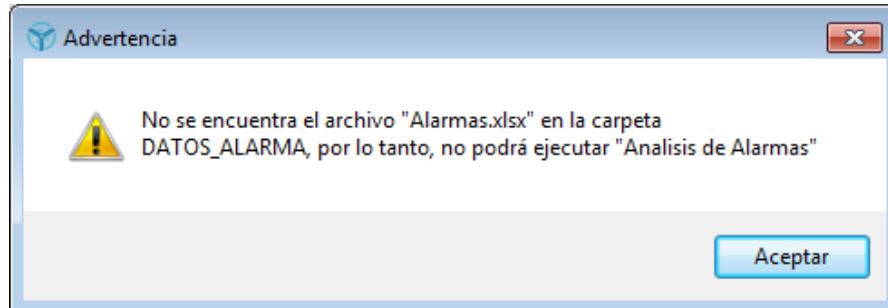 Advertencia
No se encuentra el archivo "Alarmas.xlsx" en la carpeta
DATOS_ALARMA, por lo tanto, no podrá ejecutar "Analisis de Alarmas"
Aceptar